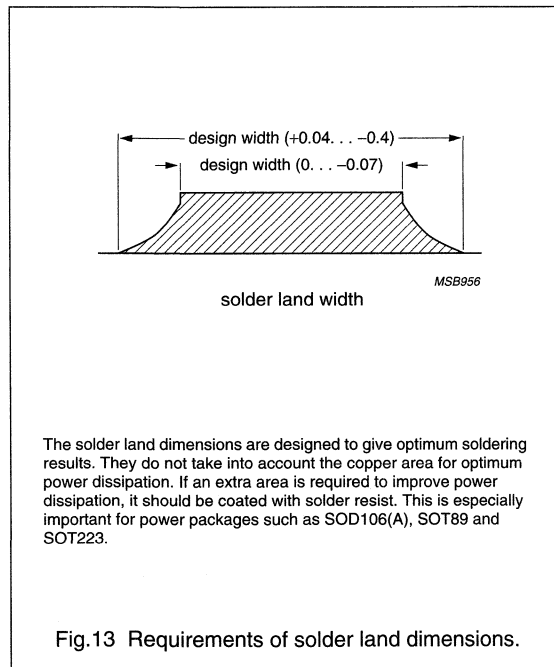 design width (+0.04. . . −0.4)
design width (0. . . −0.07)
MSB956
solder land width
The solder land dimensions are designed to give optimum soldering
results. They do not take into account the copper area for optimum
power dissipation. If an extra area is required to improve power
dissipation, it should be coated with solder resist. This is especially
important for power packages such as SOD106(A), SOT89 and
SOT223.
Fig.13 Requirements of solder land dimensions.